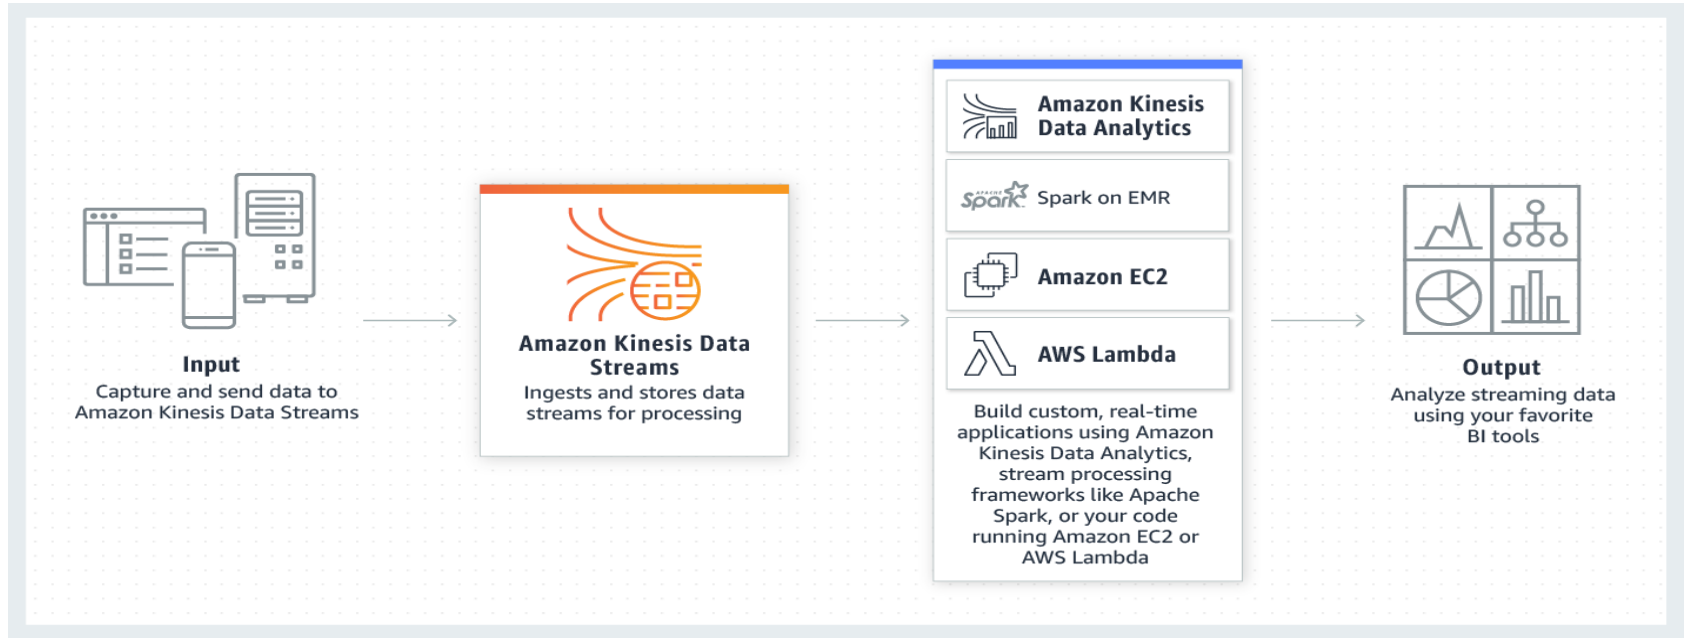 Input
Capture and send data to
Amazon Kinesis Data Streams
Amazon Kinesis Data
Streams
Ingests and stores data
streams for processing
Amazon Kinesis
Data Analytics
APACHE
Spark
Spark on EMR
Amazon EC2
AWS Lambda
Build custom, real-time
applications using Amazon
Kinesis Data Analytics,
stream processing
frameworks like Apache
Spark, or your code
running Amazon EC2 or
AWS Lambda
Output
Analyze streaming data
using your favorite
BI tools